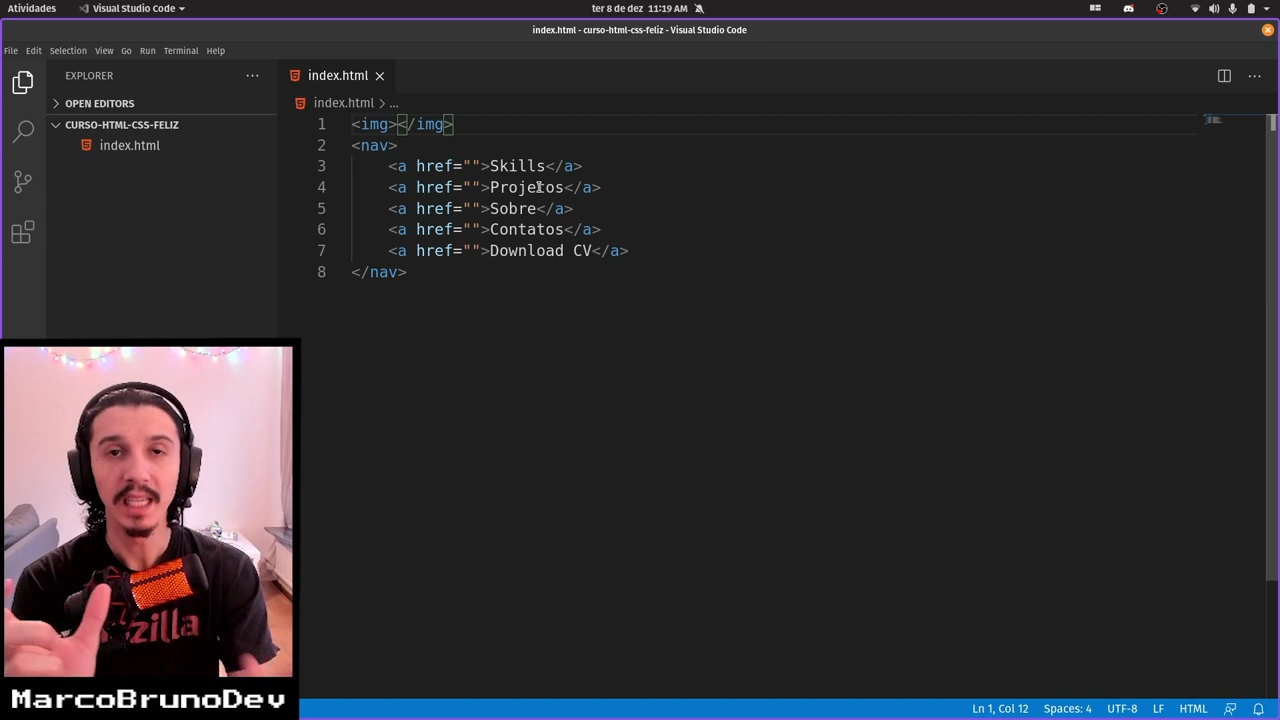 Atividades
Visual Studio Code
ter 8 de dez 11:19 AM
index.html - curso-html-css-feliz - Visual Studio Code
File Edit Selection View Go Run Terminal Help
EXPLORER
index.html
OPEN EDITORS
index.html > ...
CURSO-HTML-CSS-FELIZ
index.html
1 <img></img>
2 <nav>
3 <a href="">Skills</a>
4 <a href="">Projetos</a>
5 <a href="">Sobre</a>
6 <a href="">Contatos</a>
7 <a href="">Download CV</a>
8 </nav>
MarcoBrunoDev
Ln 1, Col 12 Spaces: 4 UTF-8 LF HTML